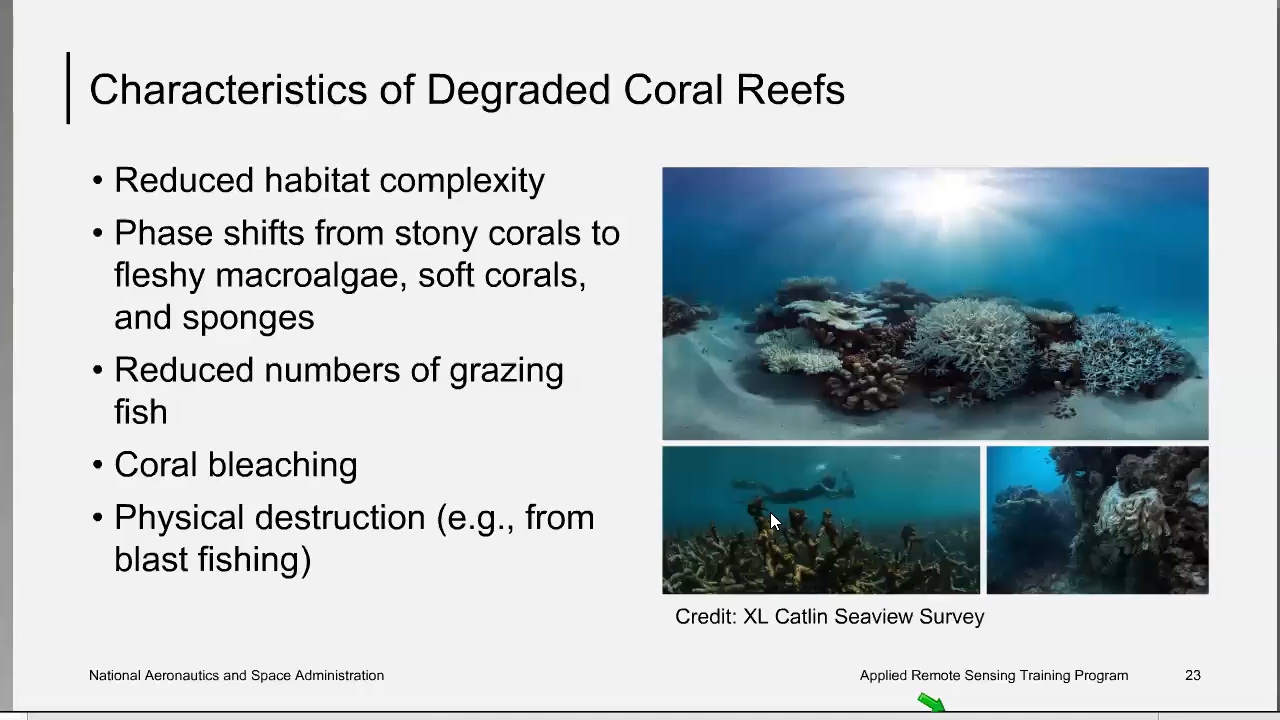 Characteristics of Degraded Coral Reefs
• Reduced habitat complexity
• Phase shifts from stony corals to
fleshy macroalgae, soft corals,
and sponges
• Reduced numbers of grazing
fish
• Coral bleaching
• Physical destruction (e.g., from
blast fishing)
Credit: XL Catlin Seaview Survey
National Aeronautics and Space Administration
Applied Remote Sensing Training Program
23